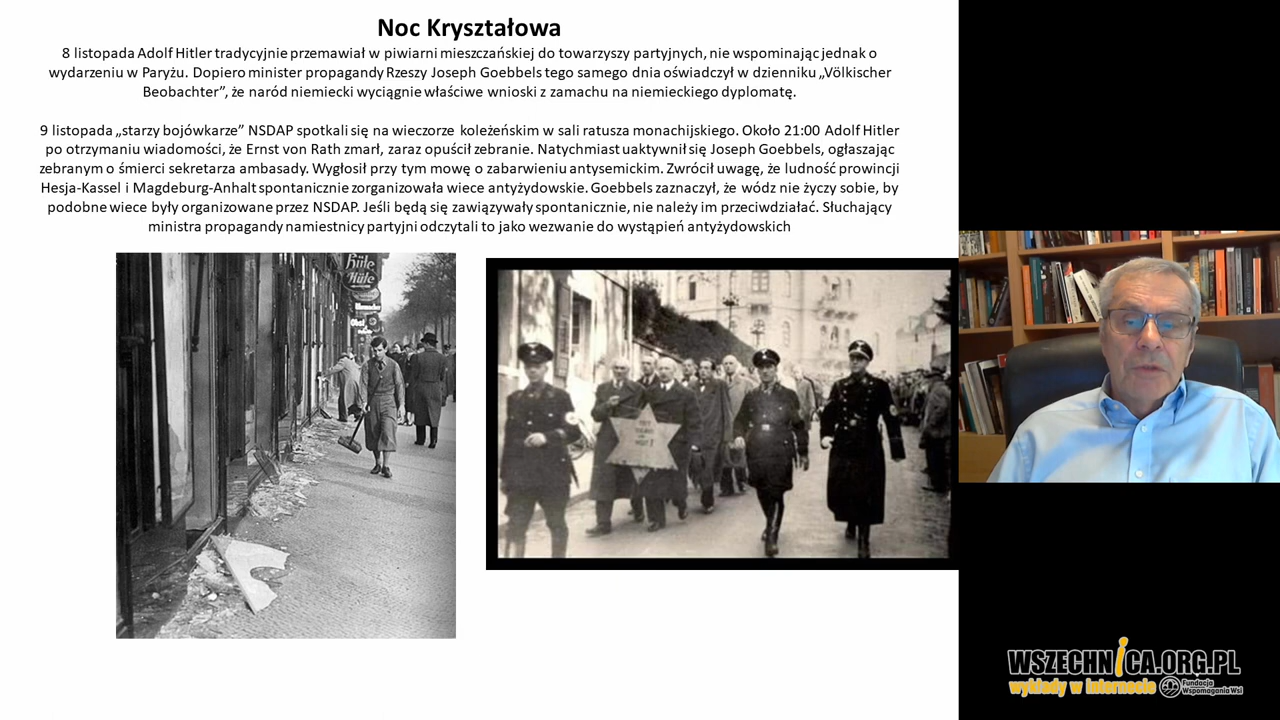 Noc Kryształowa
8 listopada Adolf Hitler tradycyjnie przemawiał w piwiarni mieszczańskiej do towarzyszy partyjnych, nie wspominając jednak o
wydarzeniu w Paryżu. Dopiero minister propagandy Rzeszy Joseph Goebbels tego samego dnia oświadczył w dzienniku „Völkischer
Beobachter”, że naród niemiecki wyciągnie właściwe wnioski z zamachu na niemieckiego dyplomatę.
9 listopada „starzy bojówkarze” NSDAP spotkali się na wieczorze koleżeńskim w sali ratusza monachijskiego. Około 21:00 Adolf Hitler
po otrzymaniu wiadomości, że Ernst von Rath zmarł, zaraz opuścił zebranie. Natychmiast uaktywnił się Joseph Goebbels, ogłaszając
zebranym o śmierci sekretarza ambasady. Wygłosił przy tym mowę o zabarwieniu antysemickim. Zwrócił uwagę, że ludność prowincji
Hesja-Kassel i Magdeburg-Anhalt spontanicznie zorganizowała wiece antyżydowskie. Goebbels zaznaczył, że wódz nie życzy sobie, by
podobne wiece były organizowane przez NSDAP. Jeśli będą się zawiązywały spontanicznie, nie należy im przeciwdziałać. Słuchający
ministra propagandy namiestnicy partyjni odczytali to jako wezwanie do wystąpień antyżydowskich
Hüte
Hüte
WSZECHNICA.ORG.PL
wykłady w internecie
Fundacja
Wspomagania Wsi